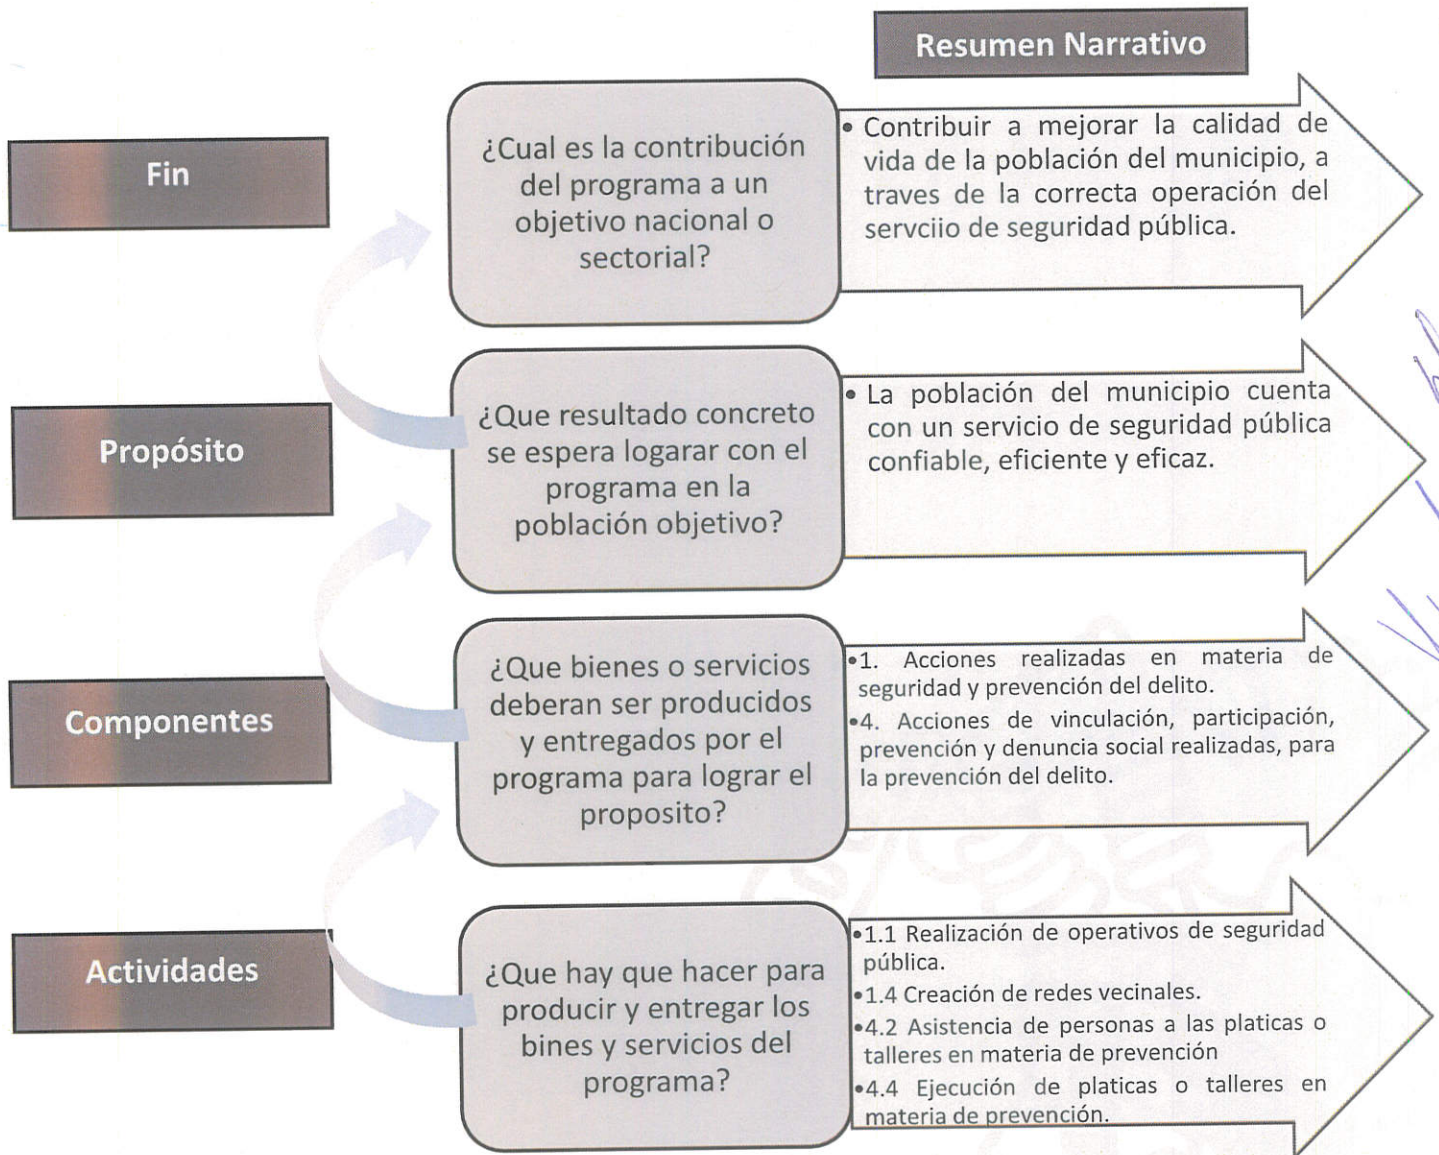 Resumen Narrativo
Fin
¿Cual es la contribución
del programa a un
objetivo nacional o
sectorial?
• Contribuir a mejorar la calidad de
vida de la población del municipio, a
traves de la correcta operación del
servciio de seguridad pública.
Propósito
¿Que resultado concreto
se espera logarar con el
programa en la
población objetivo?
• La población del municipio cuenta
con un servicio de seguridad pública
confiable, eficiente y eficaz.
Componentes
¿Que bienes o servicios
deberan ser producidos
y entregados por el
programa para lograr el
proposito?
•1. Acciones realizadas en materia de
seguridad y prevención del delito.
•4. Acciones de vinculación, participación,
prevención y denuncia social realizadas, para
la prevención del delito.
Actividades
¿Que hay que hacer para
producir y entregar los
bines y servicios del
programa?
•1.1 Realización de operativos de seguridad
pública.
•1.4 Creación de redes vecinales.
•4.2 Asistencia de personas a las platicas o
talleres en materia de prevención
•4.4 Ejecución de platicas o talleres en
materia de prevención.